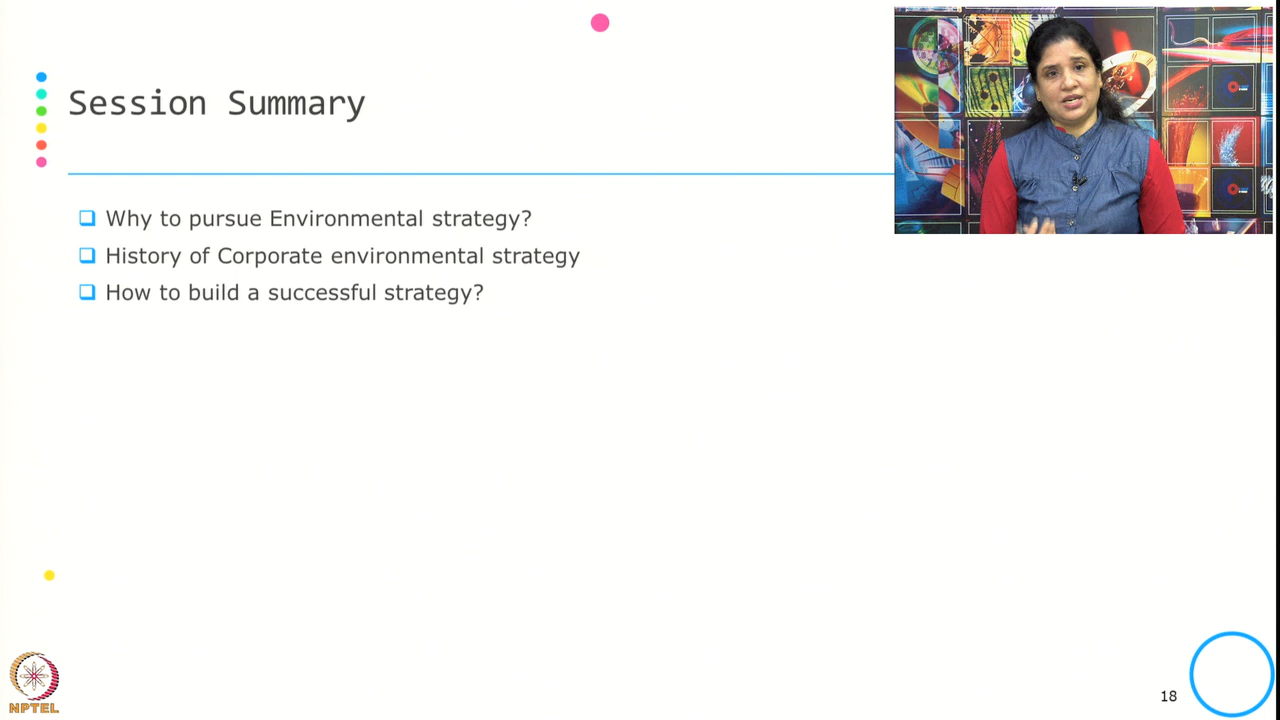 Session Summary
Why to pursue Environmental strategy?
History of Corporate environmental strategy
How to build a successful strategy?
NPTEL
18